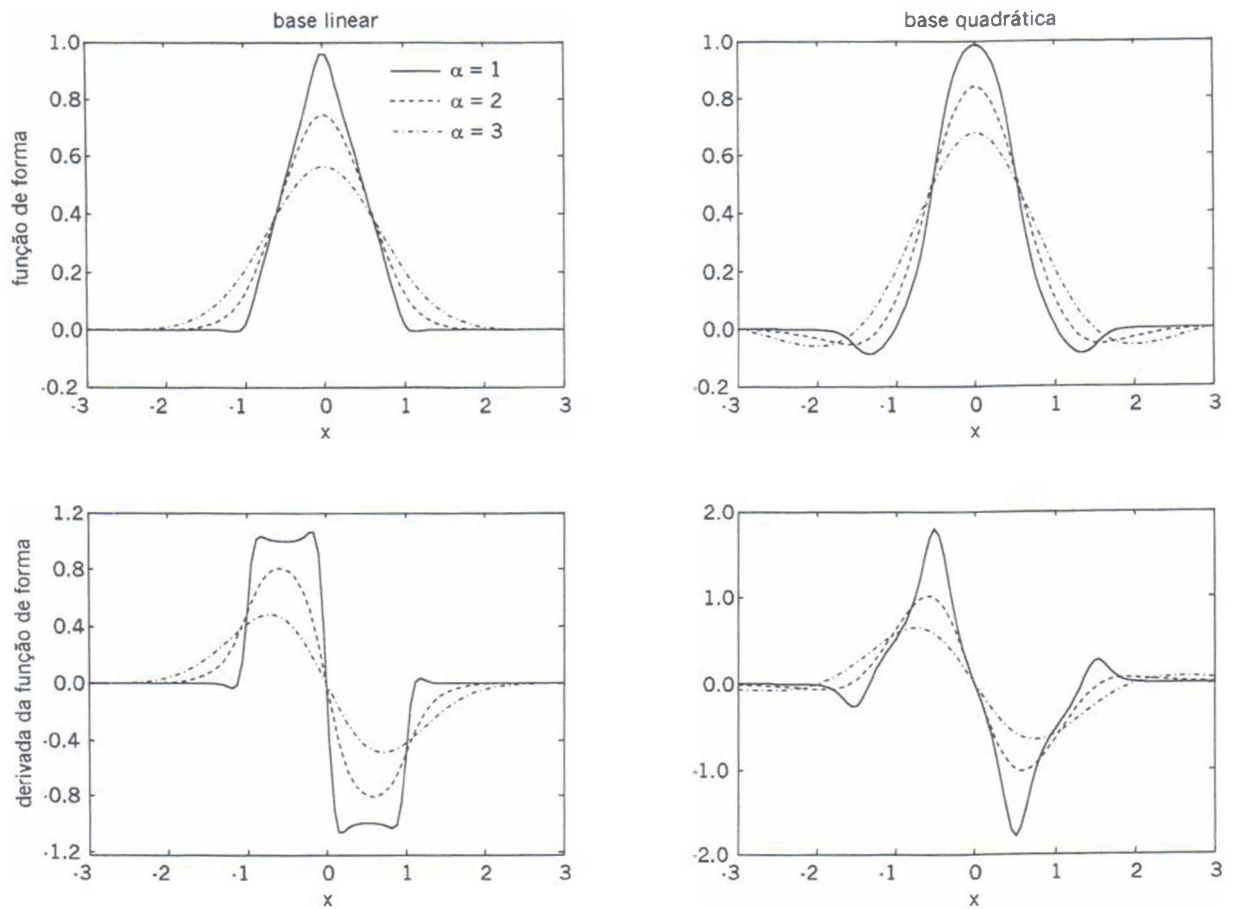 base linear
base quadrática
1.0
0.8
0.6
0.4
0.2
0.0
-0.2
-3 -2 -1 0 1 2 3
x
função de forma
α = 1
α = 2
α = 3
1.0
0.8
0.6
0.4
0.2
0.0
-0.2
-3 -2 -1 0 1 2 3
x
1.2
0.8
0.4
0.0
-0.4
-0.8
-1.2
-3 -2 -1 0 1 2 3
x
derivada da função de forma
2.0
1.0
0.0
-1.0
-2.0
-3 -2 -1 0 1 2 3
x